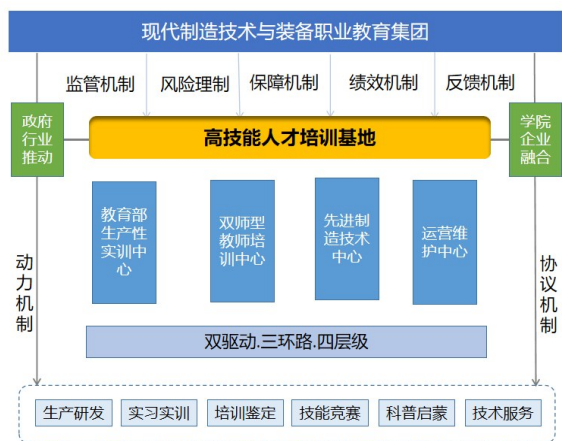 现代制造技术与装备职业教育集团
监管机制
风险理制
保障机制
绩效机制
反馈机制
政府
行业
推动
高技能人才培训基地
学院
企业
融合
教育部
生产性
实训中
心
双师型
教师培
训中心
先进制
造技术
中心
运营维
护中心
动力机制
协议机制
双驱动.三环路.四层级
生产研发
实习实训
培训鉴定
技能竞赛
科普启蒙
技术服务